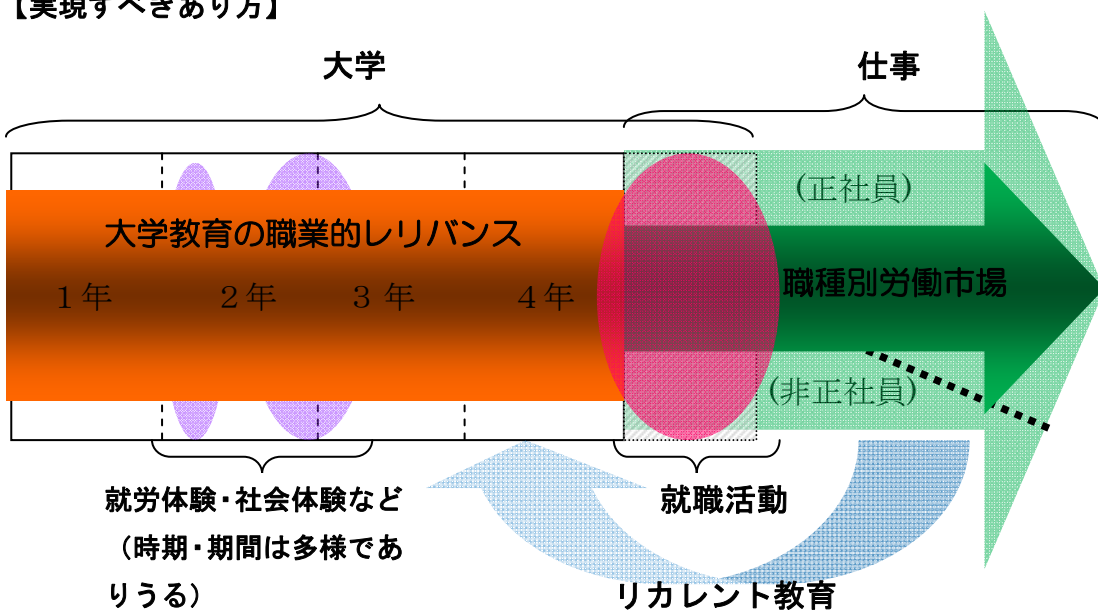 【実現すべきあり方】
大学
仕事
(正社員)
大学教育の職業的レリバンス
１年
２年
３年
４年
職種別労働市場
(非正社員)
就労体験・社会体験など
（時期・期間は多様であ
りうる）
就職活動
リカレント教育